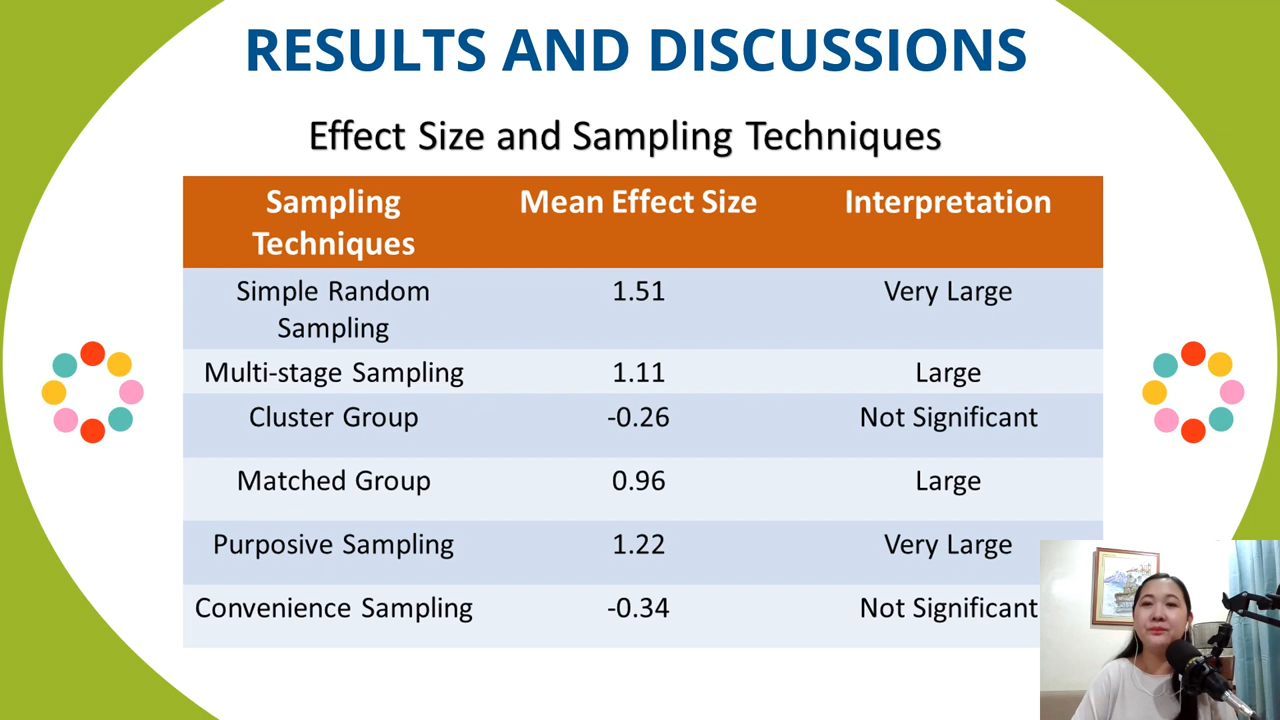 RESULTS AND DISCUSSIONS
Effect Size and Sampling Techniques
Sampling Techniques Mean Effect Size Interpretation
Simple Random Sampling 1.51 Very Large
Multi-stage Sampling 1.11 Large
Cluster Group -0.26 Not Significant
Matched Group 0.96 Large
Purposive Sampling 1.22 Very Large
Convenience Sampling -0.34 Not Significant